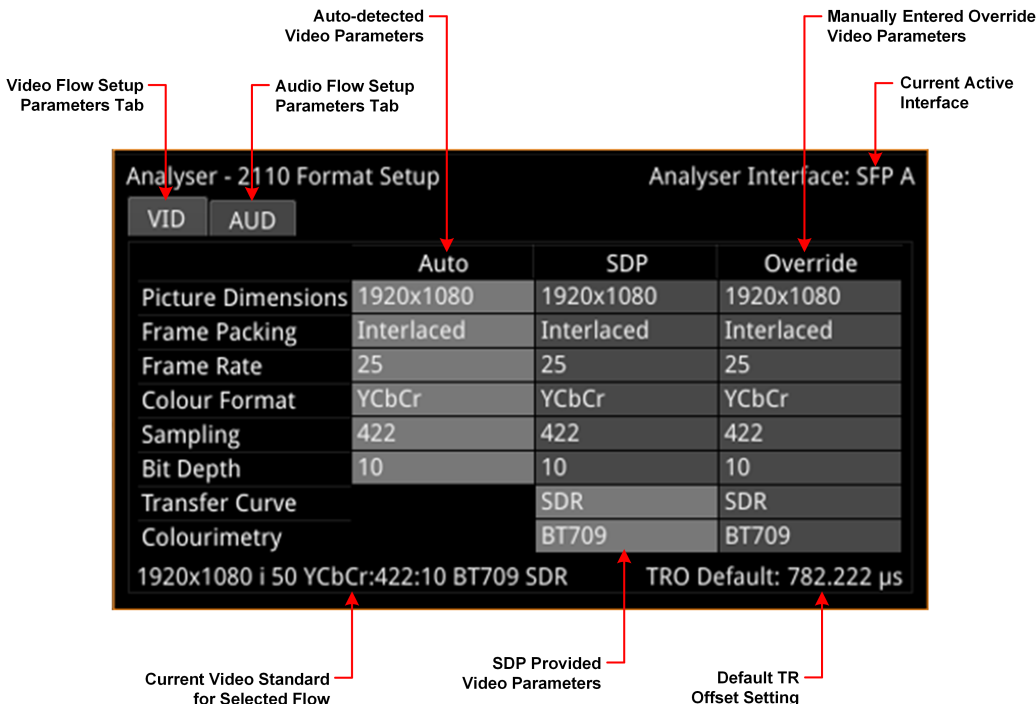 Auto-detected
Video Parameters
Manually Entered Override
Video Parameters
Video Flow Setup
Parameters Tab
Audio Flow Setup
Parameters Tab
Current Active
Interface
Analyser - 2110 Format Setup
Analyser Interface: SFP A
VID AUD
Auto SDP Override
Picture Dimensions 1920x1080 1920x1080 1920x1080
Frame Packing Interlaced Interlaced Interlaced
Frame Rate 25 25 25
Colour Format YCbCr YCbCr YCbCr
Sampling 422 422 422
Bit Depth 10 10 10
Transfer Curve SDR SDR
Colourimetry BT709 BT709
1920x1080 i 50 YCbCr:422:10 BT709 SDR
TRO Default: 782.222 µs
Current Video Standard
for Selected Flow
SDP Provided
Video Parameters
Default TR
Offset Setting